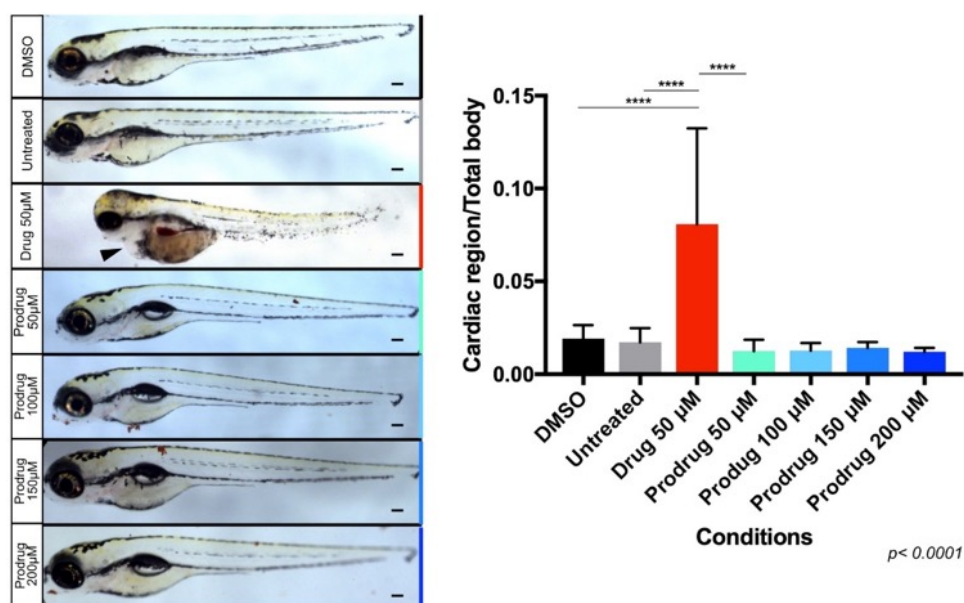 DMSO
Untreated
Drug 50µM
Prodrug
50µM
Prodrug
100µM
Prodrug
150µM
Prodrug
200µM
****
****
****
0.15
0.10
0.05
0.00
Cardiac region/Total body
DMSO
Untreated
Drug 50 µM
Prodrug 50 µM
Produg 100 µM
Prodrug 150 µM
Prodrug 200 µM
Conditions
p< 0.0001